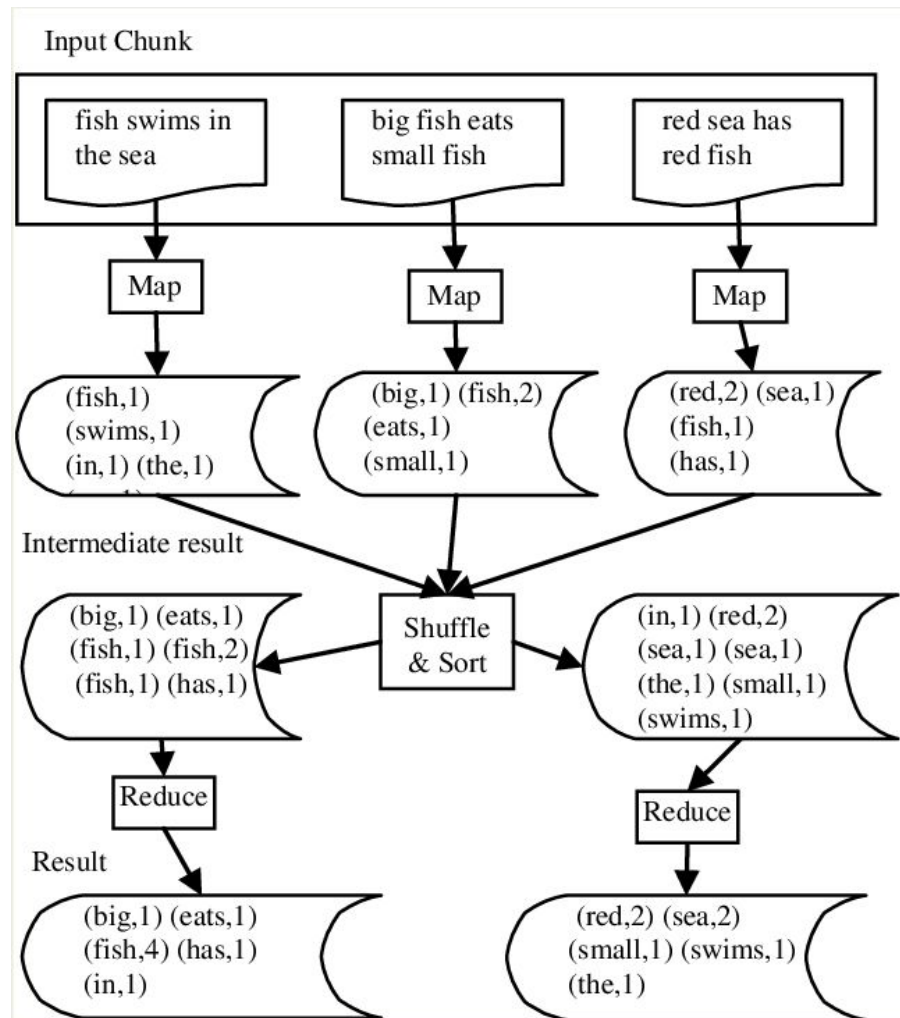 Input Chunk
fish swims in
the sea
big fish eats
small fish
red sea has
red fish
Map
Map
Map
(fish,1)
(swims,1)
(in,1) (the,1)
(big,1) (fish,2)
(eats,1)
(small,1)
(red,2) (sea,1)
(fish,1)
(has,1)
Intermediate result
(big,1) (eats,1)
(fish,1) (fish,2)
(fish,1) (has,1)
Shuffle
& Sort
(in,1) (red,2)
(sea,1) (sea,1)
(the,1) (small,1)
(swims,1)
Reduce
Reduce
Result
(big,1) (eats,1)
(fish,4) (has,1)
(in,1)
(red,2) (sea,2)
(small,1) (swims,1)
(the,1)